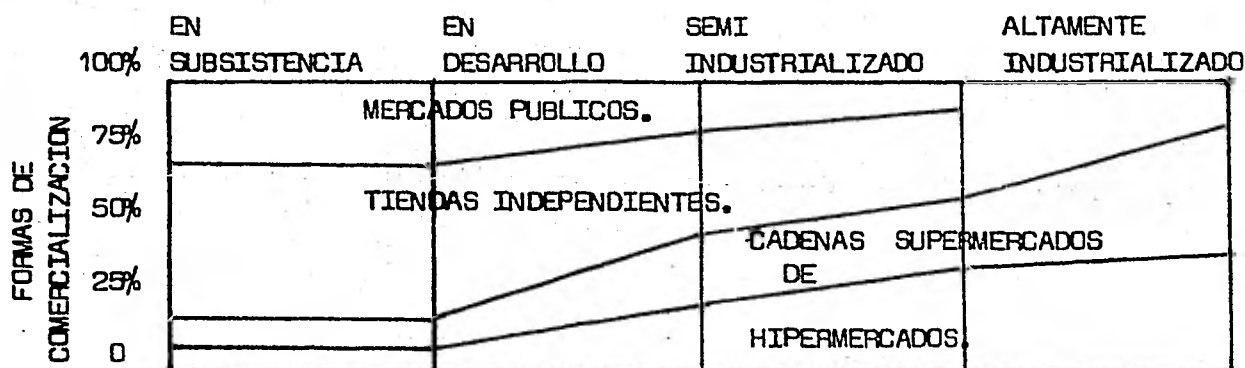 EN EN SEMI ALTAMENTE
100% SUBSISTENCIA DESARROLLO INDUSTRIALIZADO INDUSTRIALIZADO
MERCADOS PUBLICOS.
75%
FORMAS DE
COMERCIALIZACION
50% TIENDAS INDEPENDIENTES.
CADENAS SUPERMERCADOS
25% DE
0 HIPERMERCADOS.